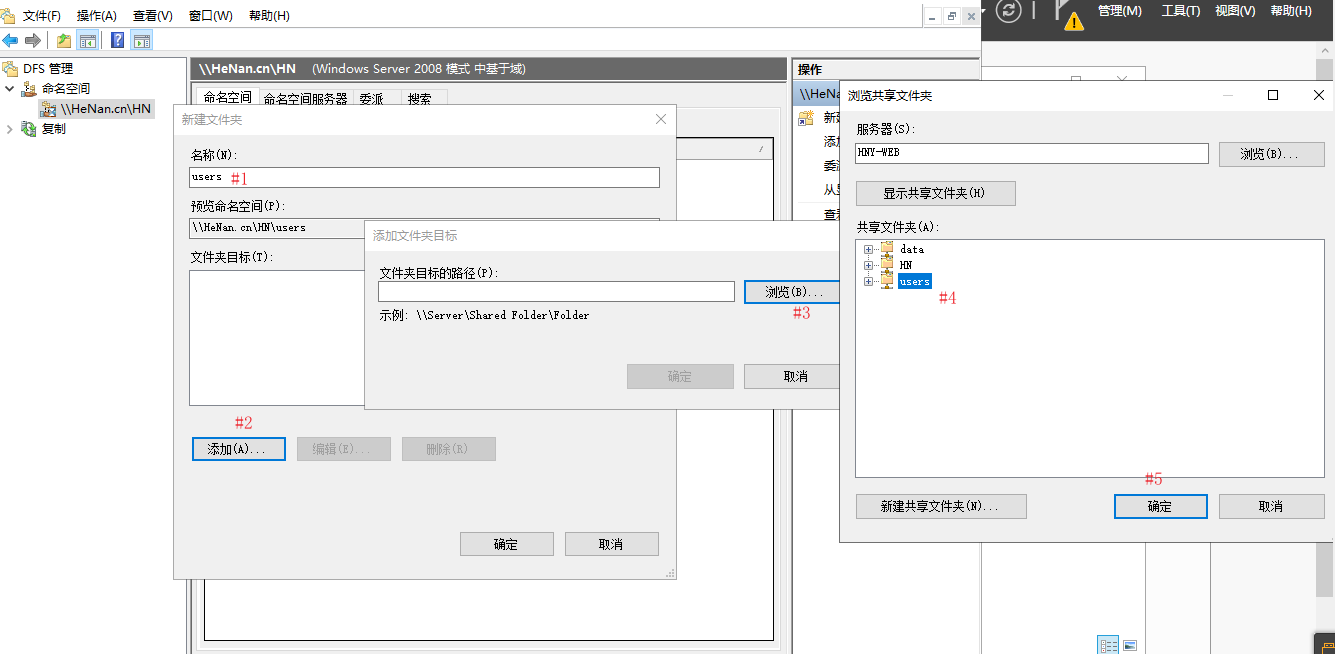 文件(F) 操作(A) 查看(V) 窗口(W) 帮助(H)
管理(M) 工具(T) 视图(V) 帮助(H)
DFS 管理
命名空间
\\HeNan.cn\HN
复制
\\HeNan.cn\HN (Windows Server 2008 模式 中基于域)
命名空间 命名空间服务器 委派 搜索
操作
\\HeNa
新建
添加
委派
从显
查看
新建文件夹
名称(N):
users #1
预览命名空间(P):
\\HeNan.cn\HN\users
文件夹目标(T):
#2
添加(A)... 编辑(E)... 删除(R)
确定 取消
添加文件夹目标
文件夹目标的路径(P):
浏览(B)...
#3
示例: \\Server\Shared Folder\Folder
确定 取消
浏览共享文件夹
服务器(S):
HNY-WEB
浏览(B)...
显示共享文件夹(H)
共享文件夹(A):
data
HN
users
#4
#5
新建共享文件夹(N)... 确定 取消